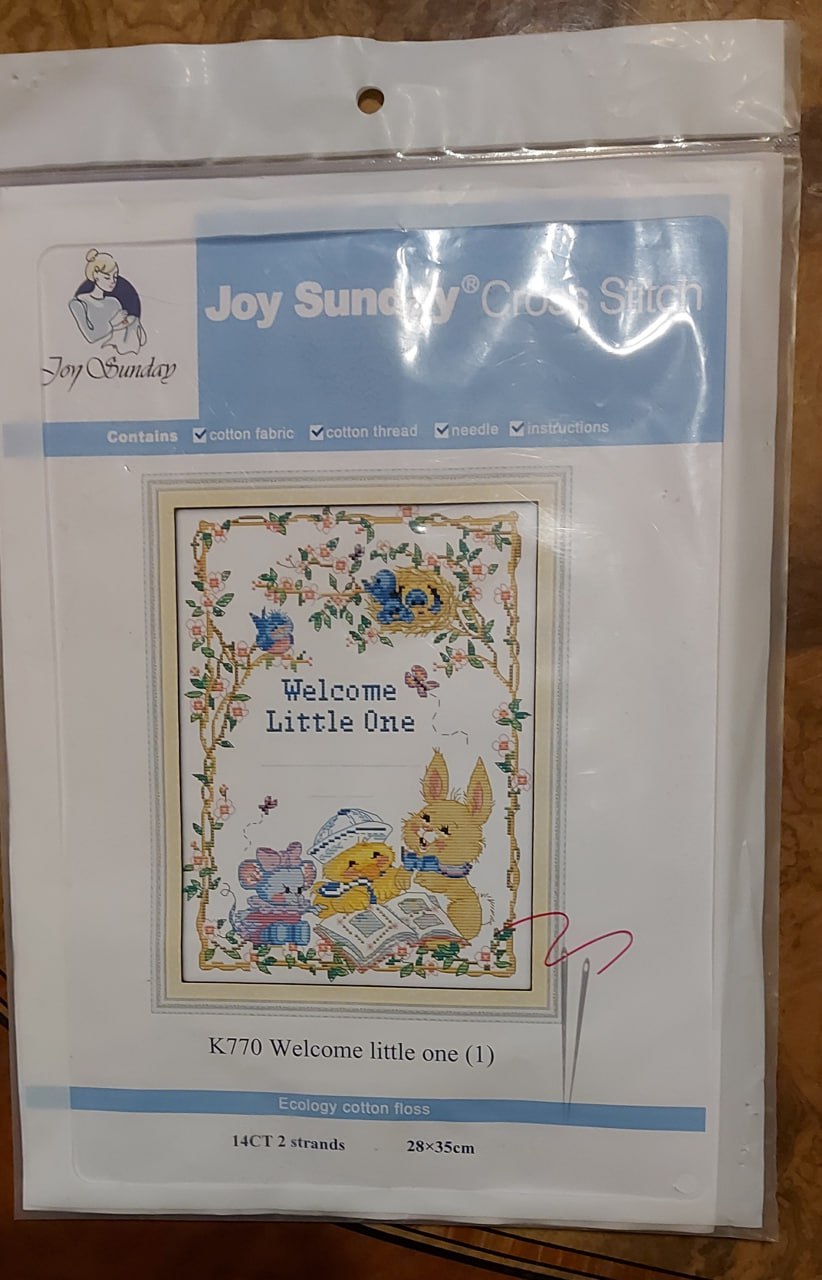 Joy Sunday® Cross Stitch
Joy Sunday
Contains cotton fabric cotton thread needle instructions
Welcome
Little One
K770 Welcome little one (1)
Ecology cotton floss
14CT 2 strands 28×35cm